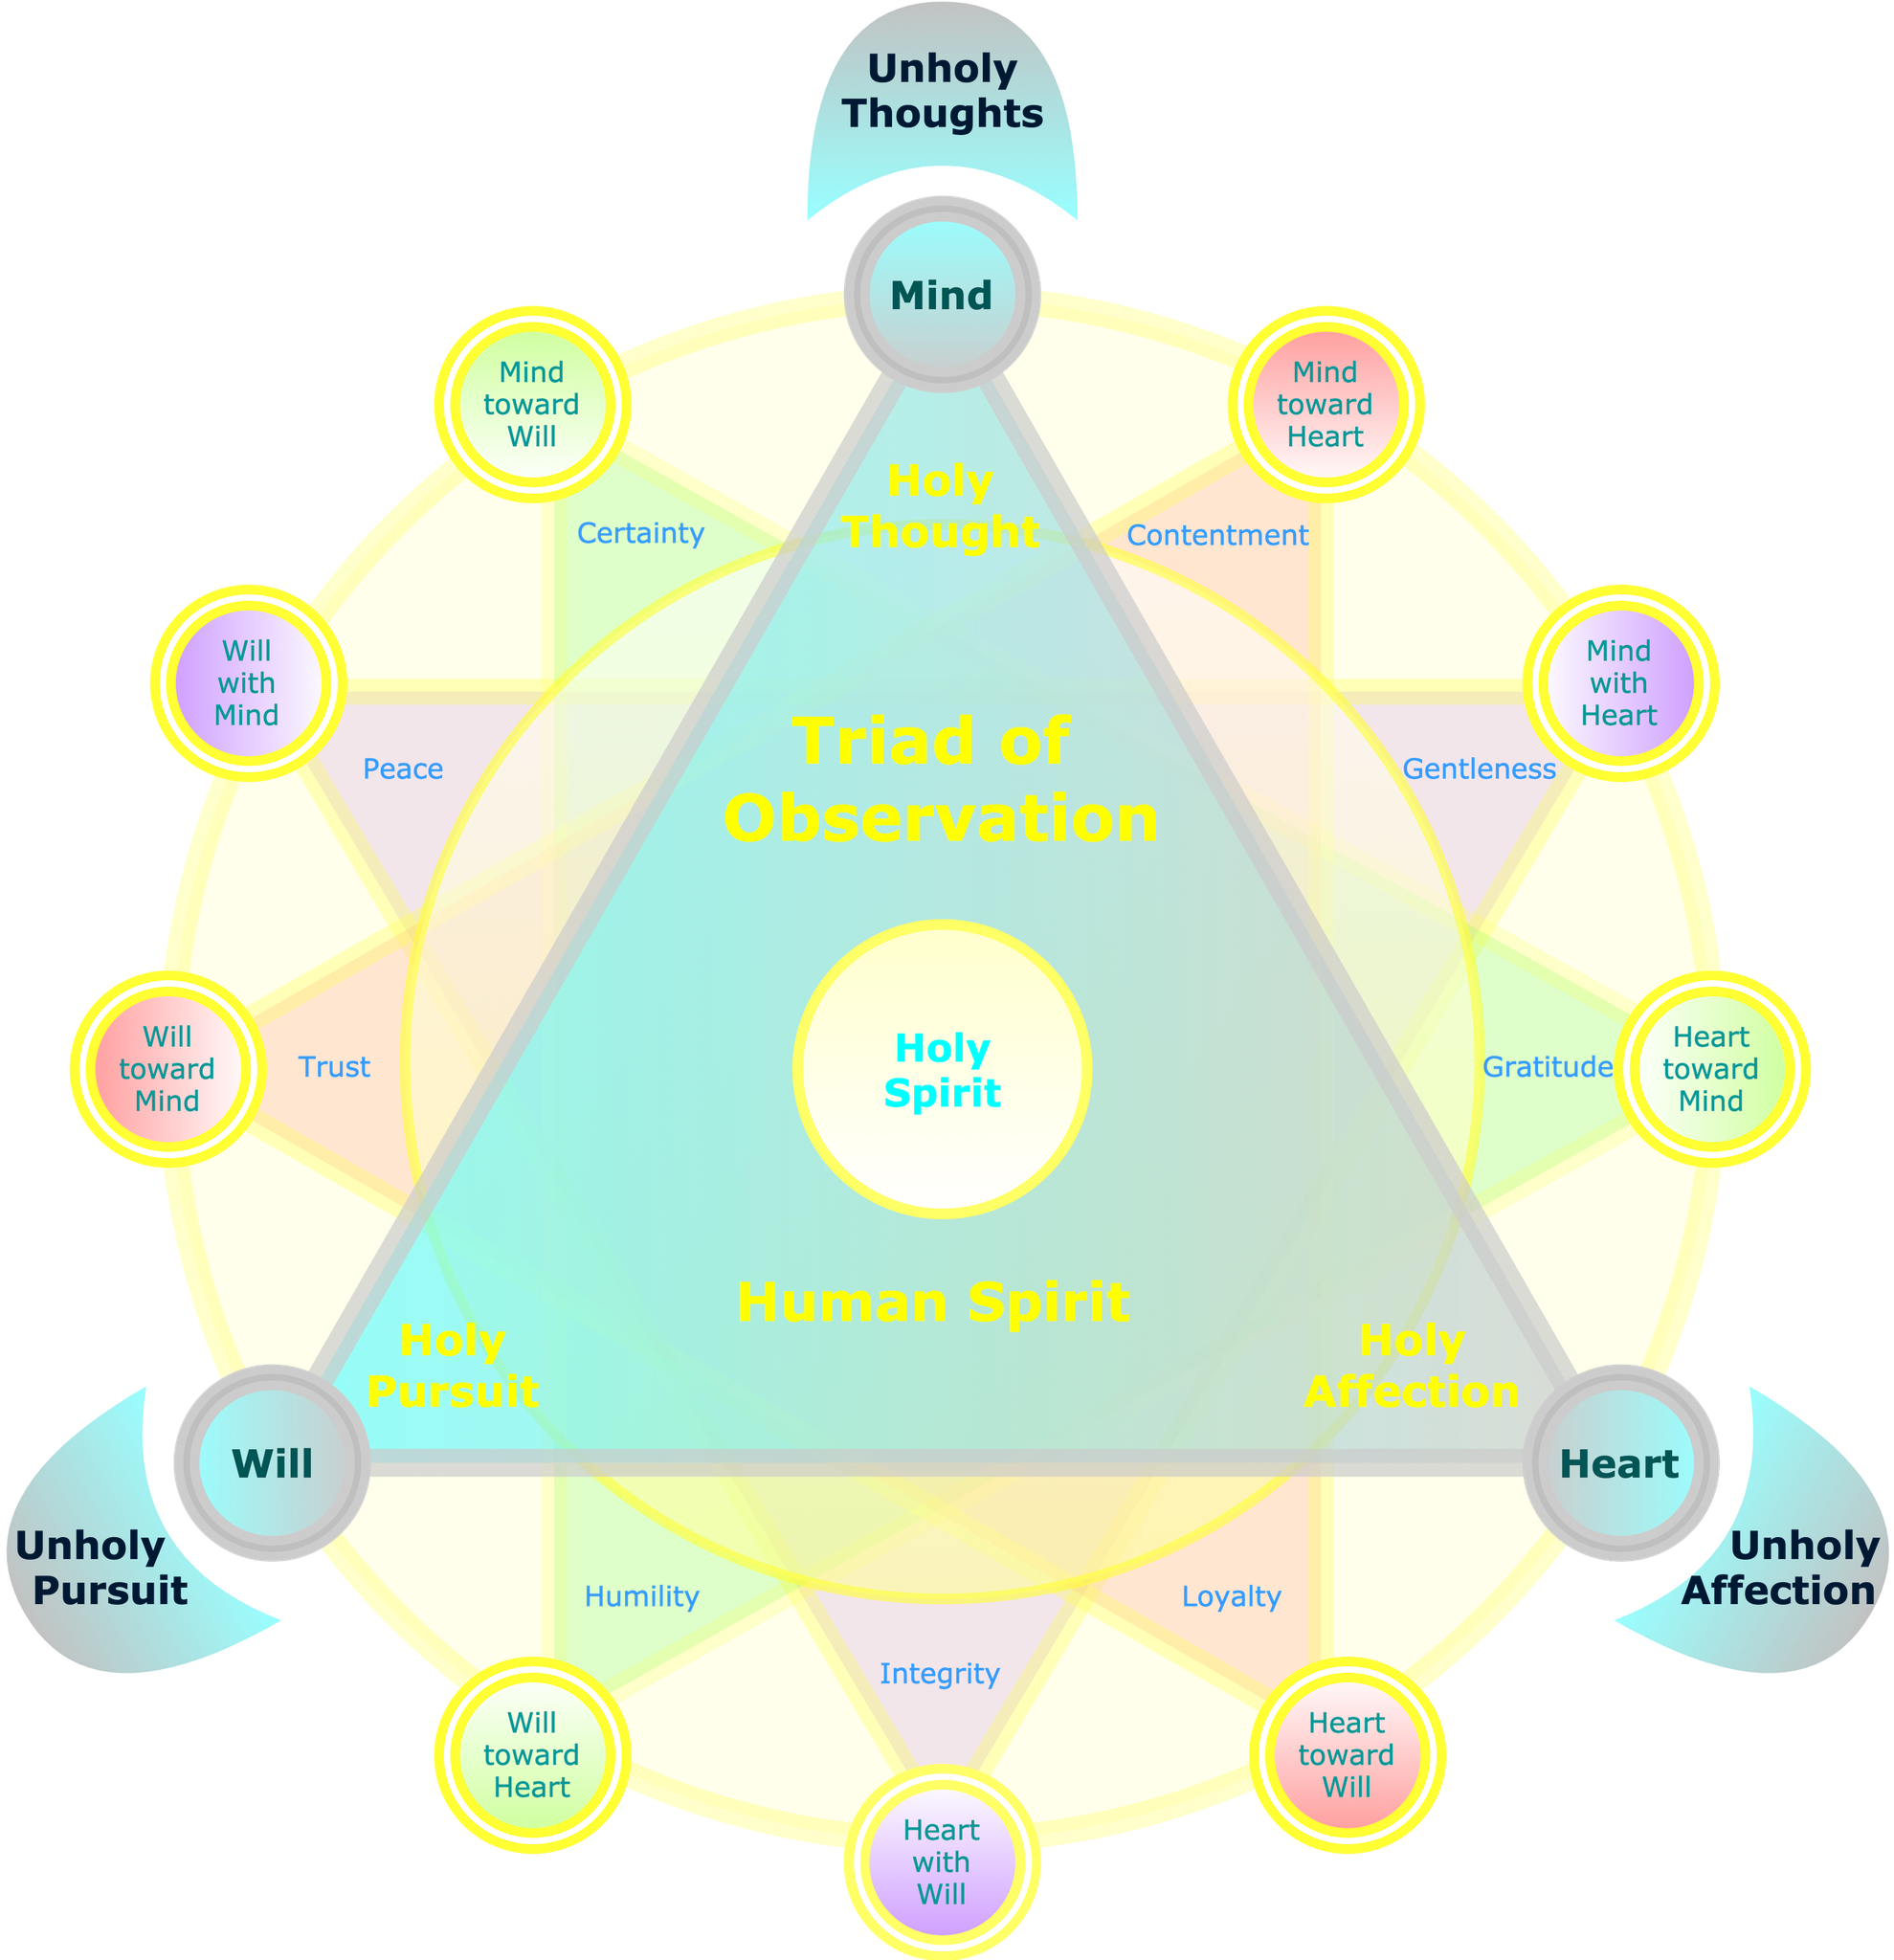 Unholy
Thoughts
Mind
Mind
toward
Will
Mind
toward
Heart
Holy
Thought
Certainty
Contentment
Will
with
Mind
Mind
with
Heart
Peace
Gentleness
Triad of
Observation
Will
toward
Mind
Trust
Holy
Spirit
Gratitude
Heart
toward
Mind
Human Spirit
Holy
Pursuit
Holy
Affection
Will
Heart
Unholy
Pursuit
Unholy
Affection
Humility
Loyalty
Integrity
Will
toward
Heart
Heart
toward
Will
Heart
with
Will